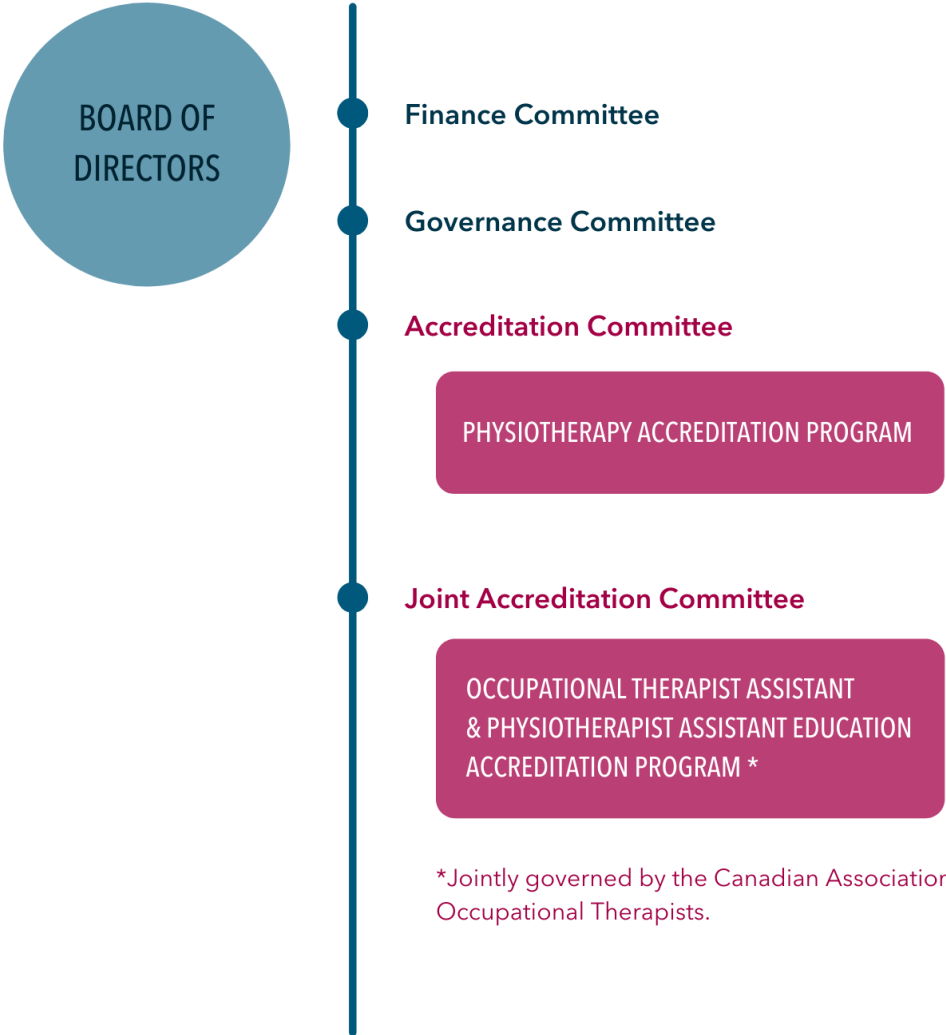 BOARD OF
DIRECTORS
Finance Committee
Governance Committee
Accreditation Committee
PHYSIOTHERAPY ACCREDITATION PROGRAM
Joint Accreditation Committee
OCCUPATIONAL THERAPIST ASSISTANT
& PHYSIOTHERAPIST ASSISTANT EDUCATION
ACCREDITATION PROGRAM *
*Jointly governed by the Canadian Association
Occupational Therapists.